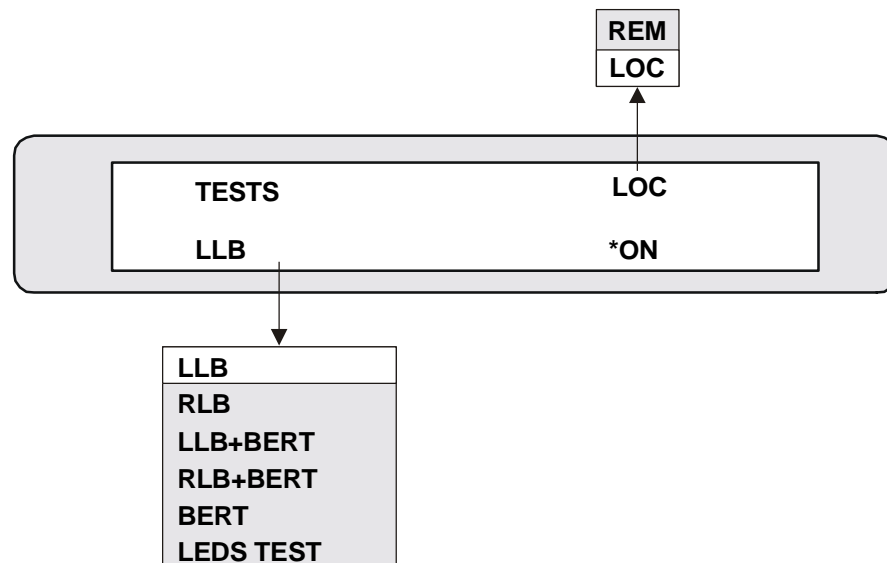 REM
LOC
TESTS LOC
LLB *ON
LLB
RLB
LLB+BERT
RLB+BERT
BERT
LEDS TEST